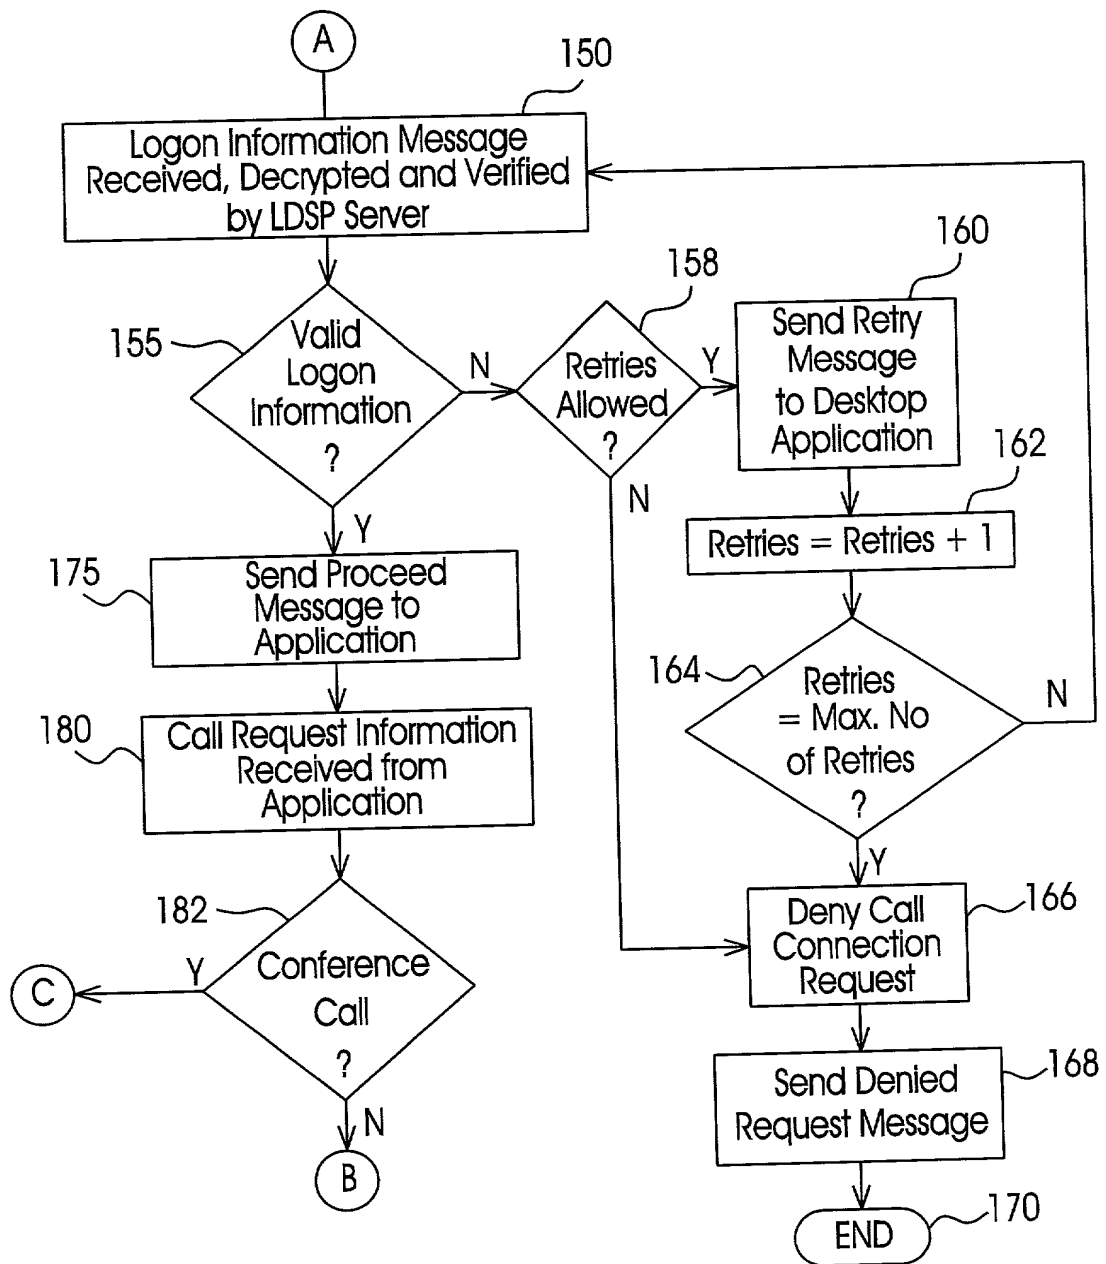 A
150
Logon Information Message
Received, Decrypted and Verified
by LDSP Server
155
Valid
Logon
Information
?
N
158
Retries
Allowed
?
Y
N
160
Send Retry
Message
to Desktop
Application
162
Retries = Retries + 1
164
Retries
= Max. No
of Retries
?
N
Y
166
Deny Call
Connection
Request
168
Send Denied
Request Message
170
END
Y
175
Send Proceed
Message to
Application
180
Call Request Information
Received from
Application
182
Conference
Call
?
Y
C
N
B